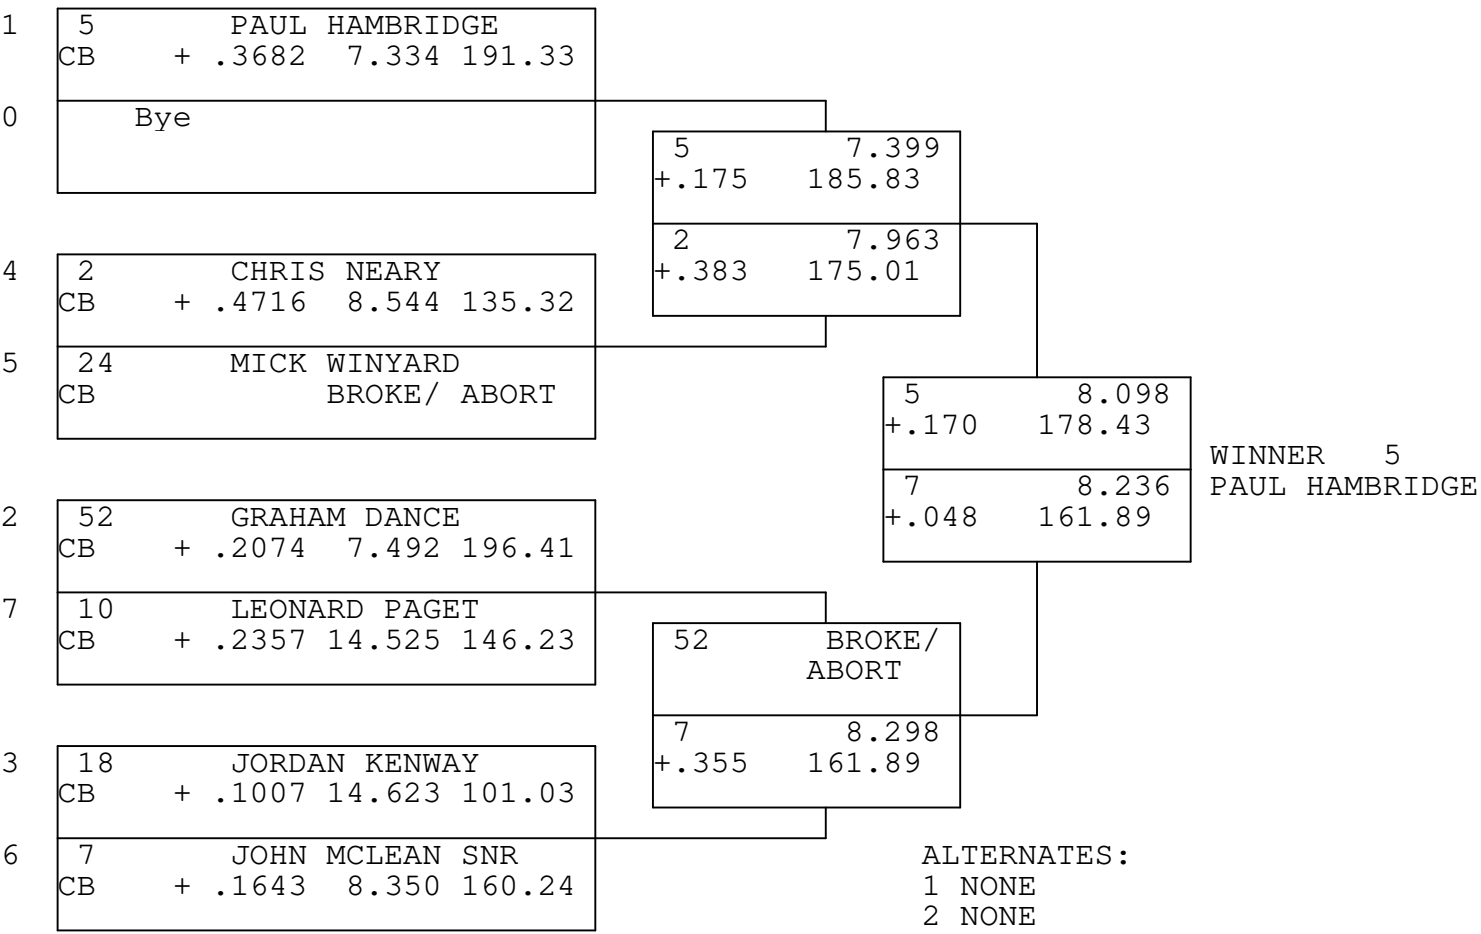 1 5 PAUL HAMBRIDGE
CB + .3682 7.334 191.33
0 Bye
4 2 CHRIS NEARY
CB + .4716 8.544 135.32
5 24 MICK WINYARD
CB BROKE/ ABORT
2 52 GRAHAM DANCE
CB + .2074 7.492 196.41
7 10 LEONARD PAGET
CB + .2357 14.525 146.23
3 18 JORDAN KENWAY
CB + .1007 14.623 101.03
6 7 JOHN MCLEAN SNR
CB + .1643 8.350 160.24
5 7.399
+.175 185.83
2 7.963
+.383 175.01
52 BROKE/
ABORT
7 8.298
+.355 161.89
5 8.098
+.170 178.43
7 8.236
+.048 161.89
WINNER 5
PAUL HAMBRIDGE
ALTERNATES:
1 NONE
2 NONE